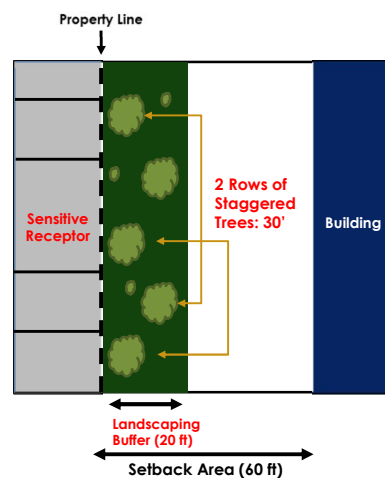 Property Line
2 Rows of
Staggered
Trees: 30'
Sensitive
Receptor
Building
Landscaping
Buffer (20 ft)
Setback Area (60 ft)